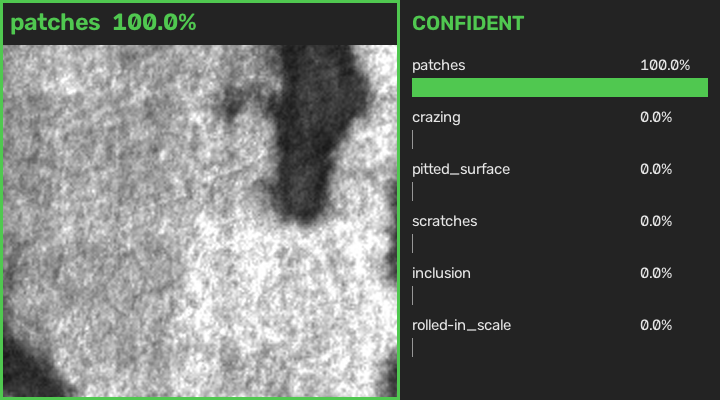 patches 100.0%
CONFIDENT
patches 100.0%
crazing 0.0%
pitted_surface 0.0%
scratches 0.0%
inclusion 0.0%
rolled-in_scale 0.0%